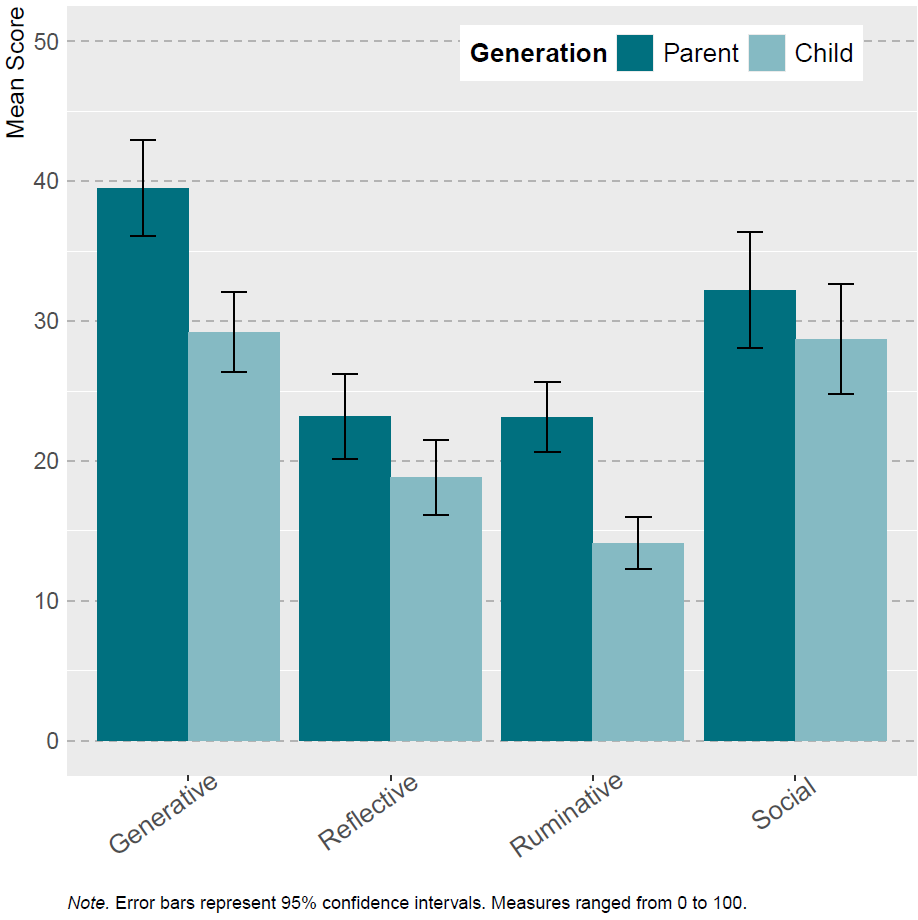 Mean Score
Generation Parent Child
50
40
30
20
10
0
Generative Reflective Ruminative Social
Note. Error bars represent 95% confidence intervals. Measures ranged from 0 to 100.